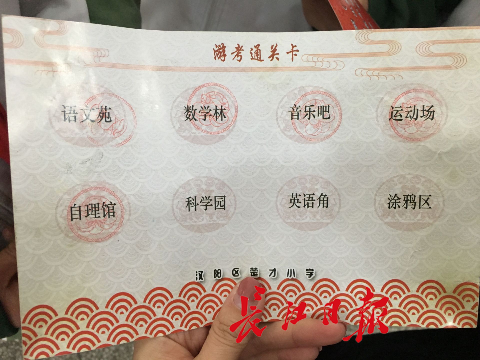 游考通关卡
语文苑 数学林 音乐吧 运动场
自理馆 科学园 英语角 涂鸦区
汉阳区楚才小学
长江日报